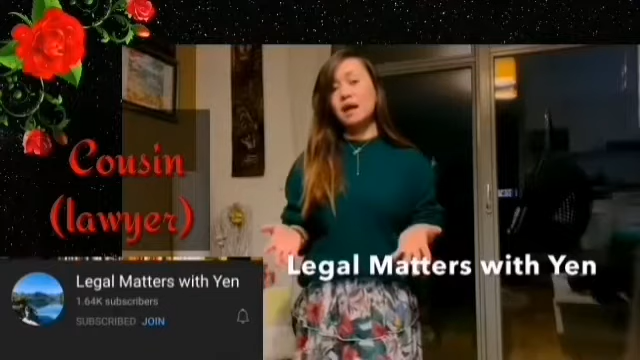 Cousin
(lawyer)
Legal Matters with Yen
Legal Matters with Yen
1.64K subscribers
SUBSCRIBED JOIN